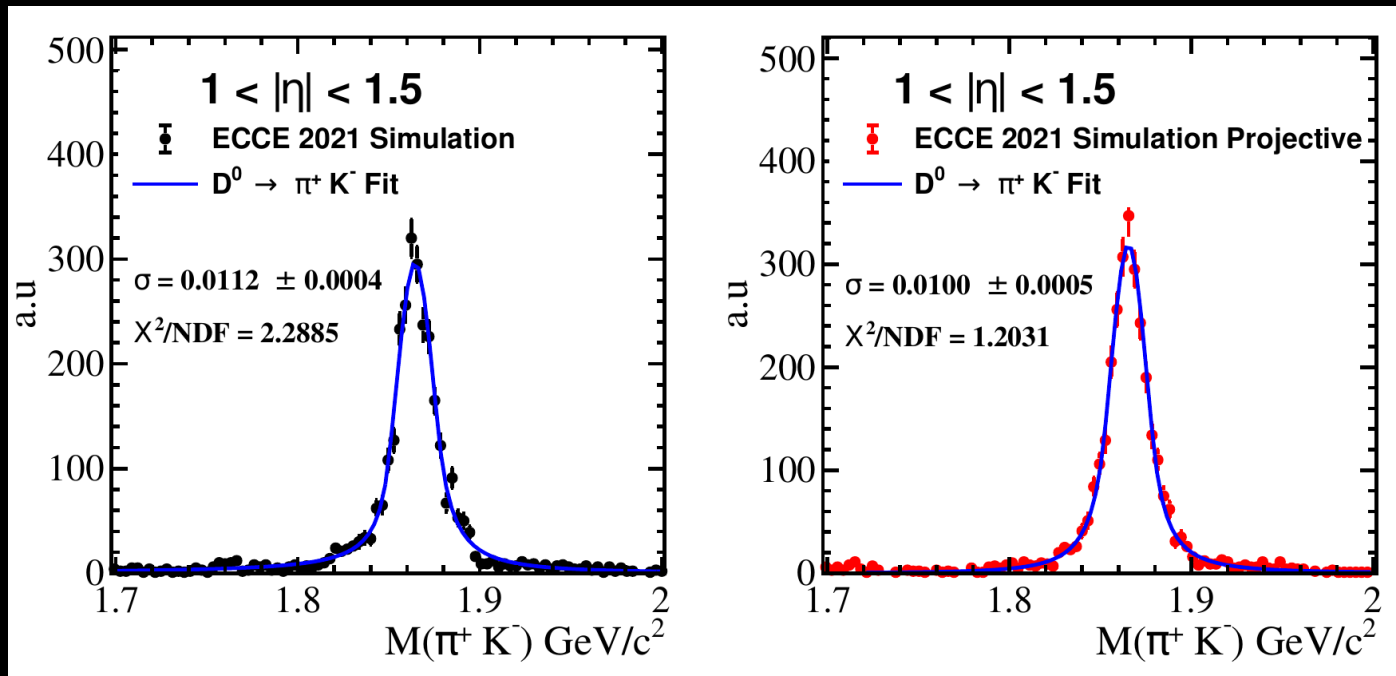 500
400
300
200
100
0
a.u
1 < |η| < 1.5
ECCE 2021 Simulation
D⁰ → π⁺ K⁻ Fit
σ = 0.0112 ± 0.0004
X²/NDF = 2.2885
1.7 1.8 1.9 2
M(π⁺ K⁻) GeV/c²
500
400
300
200
100
0
a.u
1 < |η| < 1.5
ECCE 2021 Simulation Projective
D⁰ → π⁺ K⁻ Fit
σ = 0.0100 ± 0.0005
X²/NDF = 1.2031
1.7 1.8 1.9 2
M(π⁺ K⁻) GeV/c²